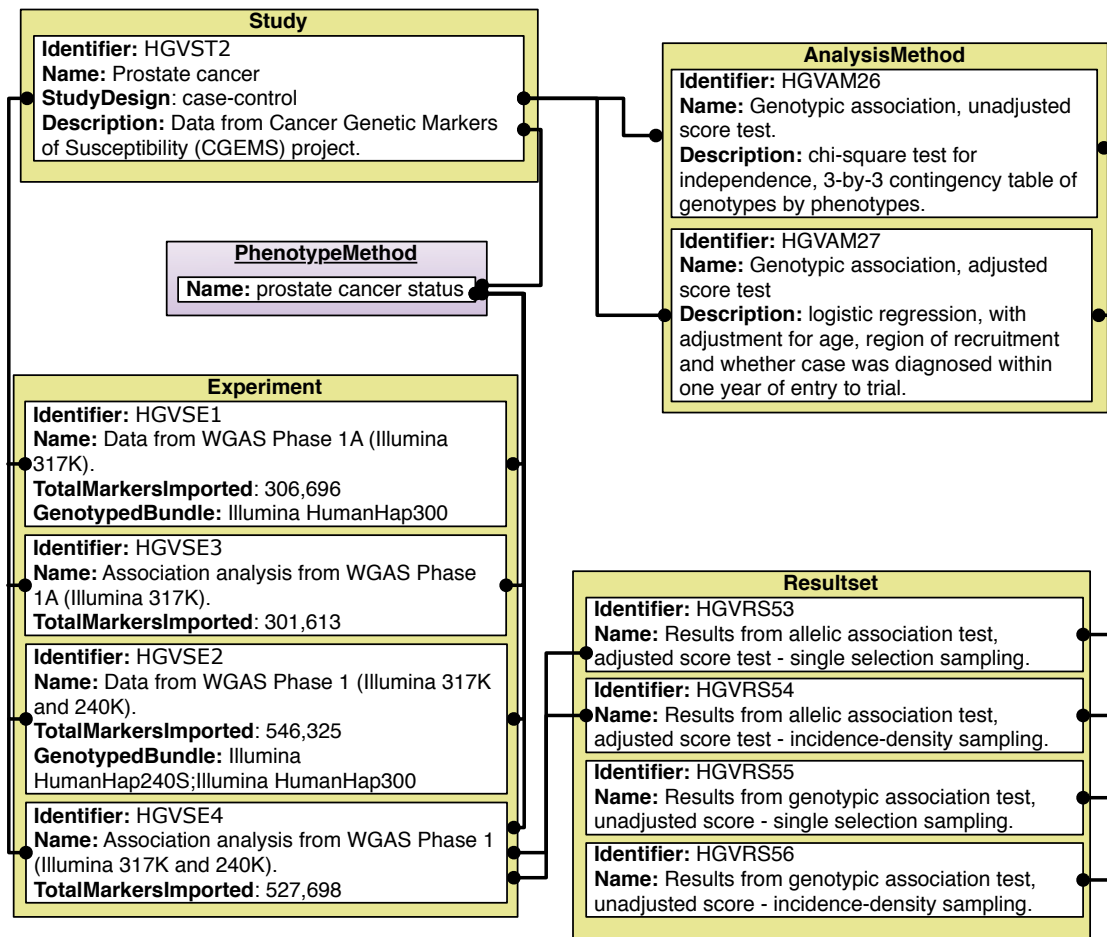 Study
Identifier: HGVST2
Name: Prostate cancer
StudyDesign: case-control
Description: Data from Cancer Genetic Markers
of Susceptibility (CGEMS) project.
AnalysisMethod
Identifier: HGVAM26
Name: Genotypic association, unadjusted
score test.
Description: chi-square test for
independence, 3-by-3 contingency table of
genotypes by phenotypes.
Identifier: HGVAM27
Name: Genotypic association, adjusted
score test
Description: logistic regression, with
adjustment for age, region of recruitment
and whether case was diagnosed within
one year of entry to trial.
PhenotypeMethod
Name: prostate cancer status
Experiment
Identifier: HGVSE1
Name: Data from WGAS Phase 1A (Illumina
317K).
TotalMarkersImported: 306,696
GenotypedBundle: Illumina HumanHap300
Identifier: HGVSE3
Name: Association analysis from WGAS Phase
1A (Illumina 317K).
TotalMarkersImported: 301,613
Identifier: HGVSE2
Name: Data from WGAS Phase 1 (Illumina 317K
and 240K).
TotalMarkersImported: 546,325
GenotypedBundle: Illumina
HumanHap240S;Illumina HumanHap300
Identifier: HGVSE4
Name: Association analysis from WGAS Phase 1
(Illumina 317K and 240K).
TotalMarkersImported: 527,698
Resultset
Identifier: HGVRS53
Name: Results from allelic association test,
adjusted score test - single selection sampling.
Identifier: HGVRS54
Name: Results from allelic association test,
adjusted score test - incidence-density sampling.
Identifier: HGVRS55
Name: Results from genotypic association test,
unadjusted score - single selection sampling.
Identifier: HGVRS56
Name: Results from genotypic association test,
unadjusted score - incidence-density sampling.